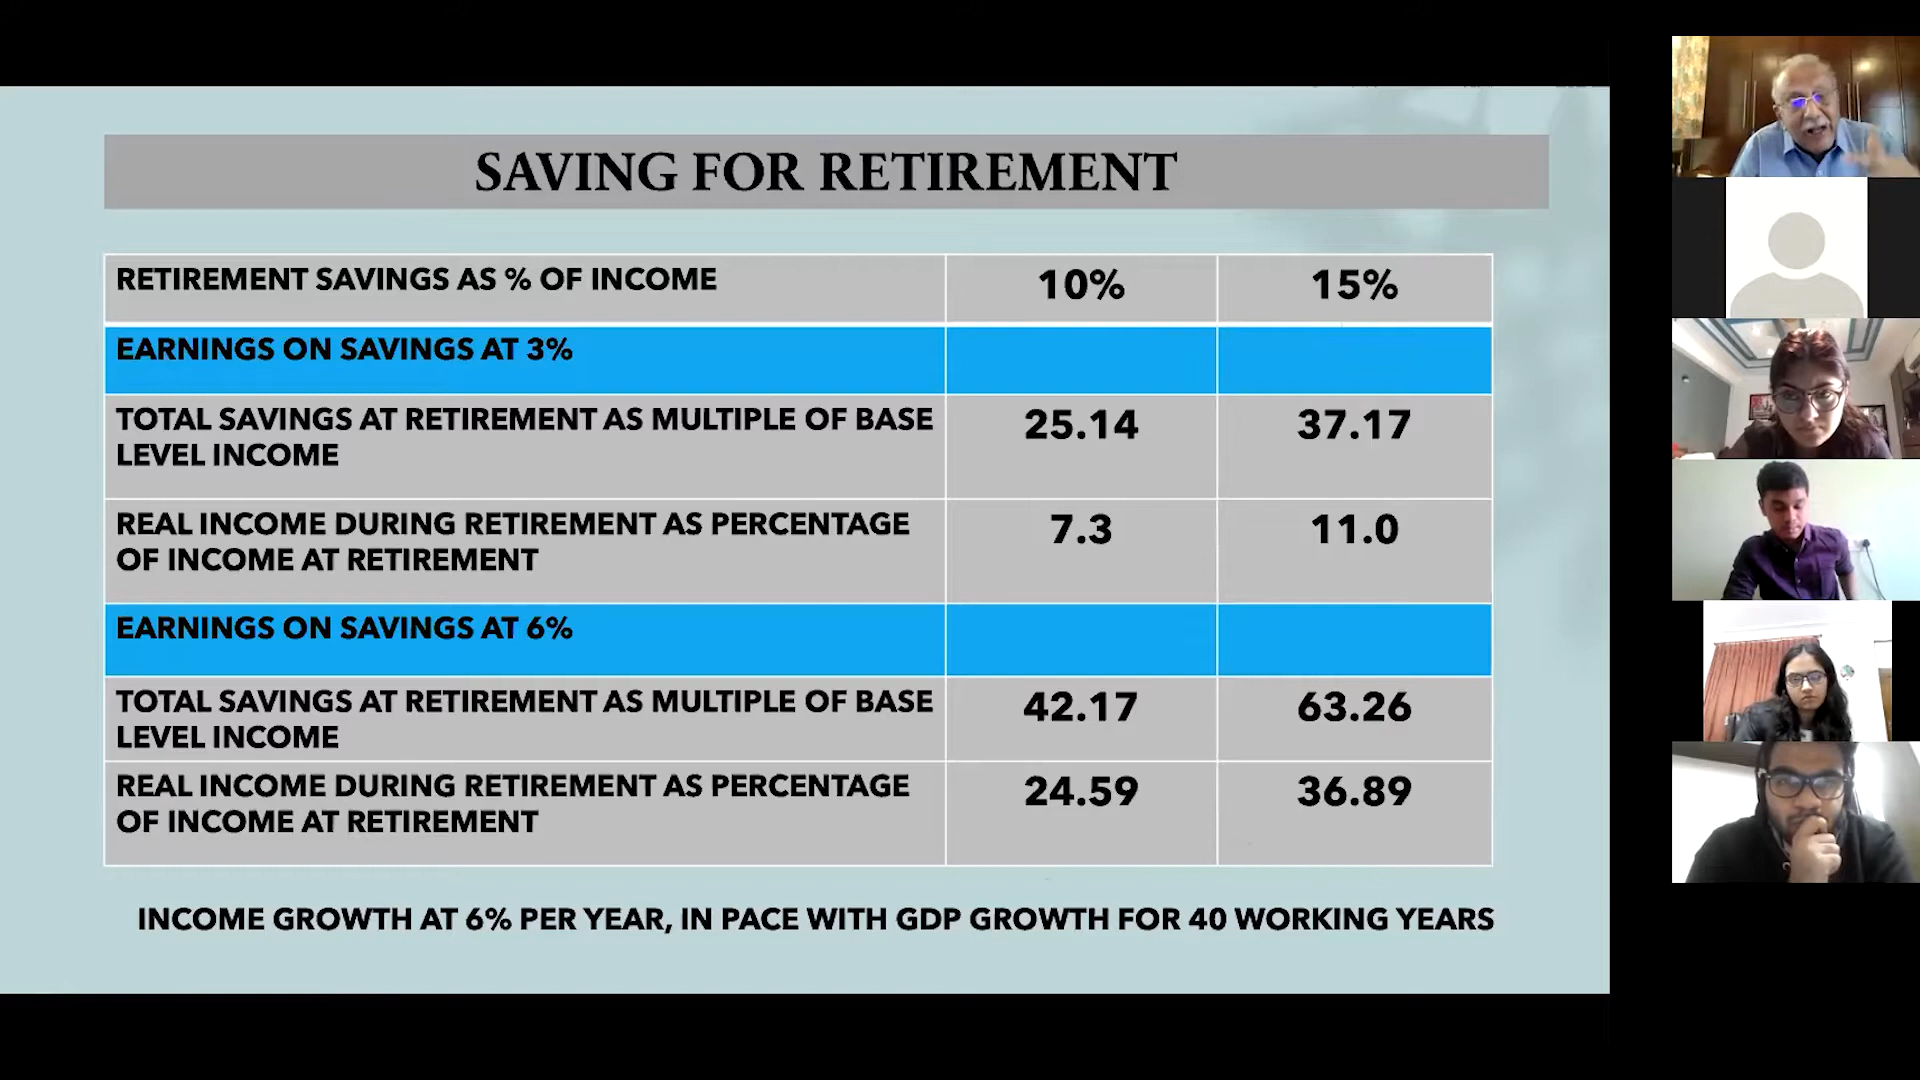 SAVING FOR RETIREMENT
RETIREMENT SAVINGS AS % OF INCOME 10% 15%
EARNINGS ON SAVINGS AT 3%
TOTAL SAVINGS AT RETIREMENT AS MULTIPLE OF BASE 25.14 37.17
LEVEL INCOME
REAL INCOME DURING RETIREMENT AS PERCENTAGE 7.3 11.0
OF INCOME AT RETIREMENT
EARNINGS ON SAVINGS AT 6%
TOTAL SAVINGS AT RETIREMENT AS MULTIPLE OF BASE 42.17 63.26
LEVEL INCOME
REAL INCOME DURING RETIREMENT AS PERCENTAGE 24.59 36.89
OF INCOME AT RETIREMENT
INCOME GROWTH AT 6% PER YEAR, IN PACE WITH GDP GROWTH FOR 40 WORKING YEARS